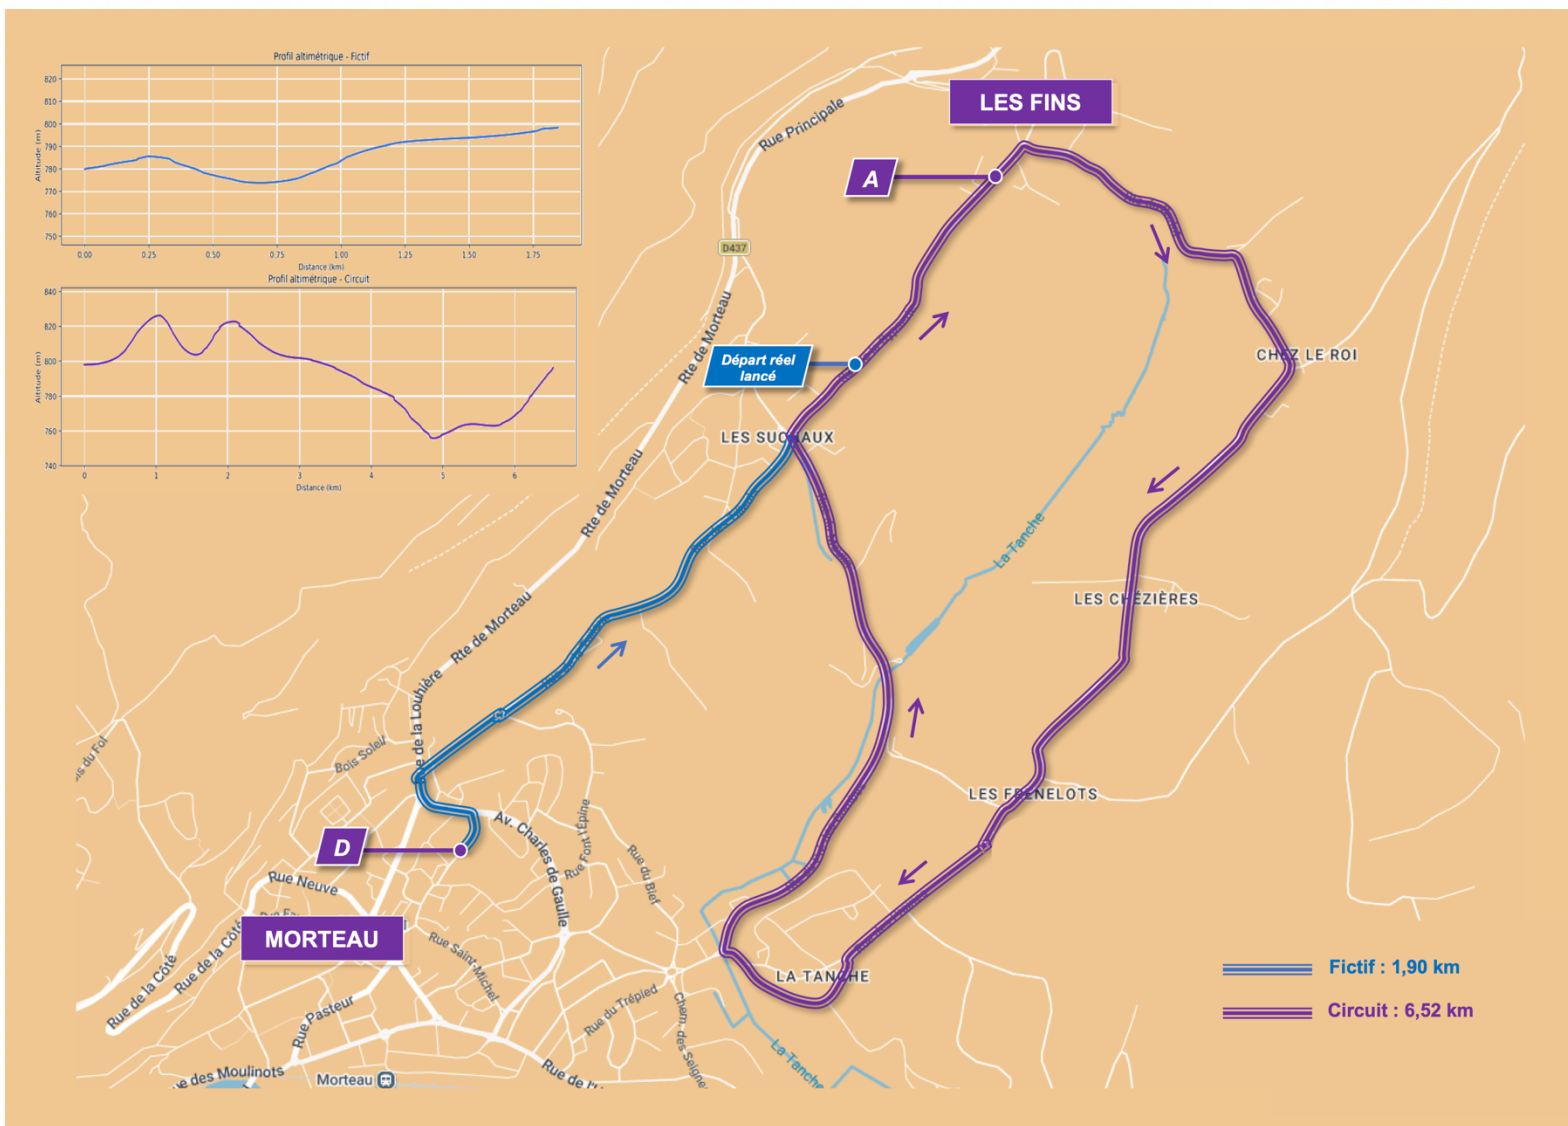 Profil altimétrique - Fictif
Altitude (m)
820
810
800
790
780
770
760
750
0.00
0.25
0.50
0.75
1.00
1.25
1.50
1.75
Distance (km)
Profil altimétrique - Circuit
Altitude (m)
840
820
800
780
760
740
0
1
2
3
4
5
6
Distance (km)
LES FINS
Rue Principale
A
D437
Rte de Morteau
Départ réel
lancé
CHEZ LE ROI
LES SUCHAUX
Rte de Morteau
La Tanche
LES CHÉZIÈRES
Rte de Morteau
Rue de la Louhière
Bois Soleil
LES FRENELOTS
Av. Charles de Gaulle
Rue Font l'Épine
Rue du Bief
D
Rue Neuve
MORTEAU
Rue de la Côte
Rue de la Côté
Rue Saint-Michel
Rue Pasteur
LA TANCHE
Rue du Trépied
Chem. des Seigne
La Tanche
ue des Moulinots
Morteau
Rue de l'
Fictif : 1,90 km
Circuit : 6,52 km